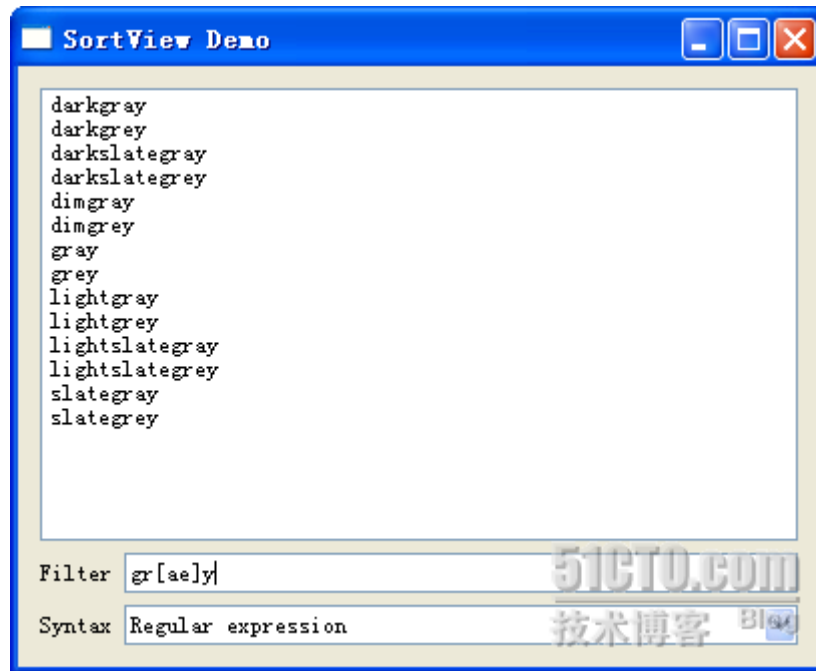 SortView Demo
darkgray
darkgrey
darkslategray
darkslategrey
dimgray
dimgrey
gray
grey
lightgray
lightgrey
lightslategray
lightslategrey
slategray
slategrey
Filter gr[ae]y
51CTO.com
Syntax Regular expression
技术博客 Blog